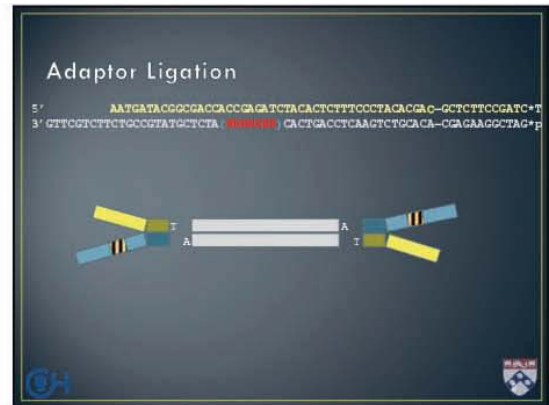 Adaptor Ligation
5' AATGATACGGCGACCACCGAGATCTACACTCTTTCCCTACACGAC-GCTCTTCCGATC*T
3' GTTCGTCTTCTGCCGTATGCTCTA( ) CACTGACCTCAAGTCTGCACA-CGAGAAGGCTAG*p
T A
A T